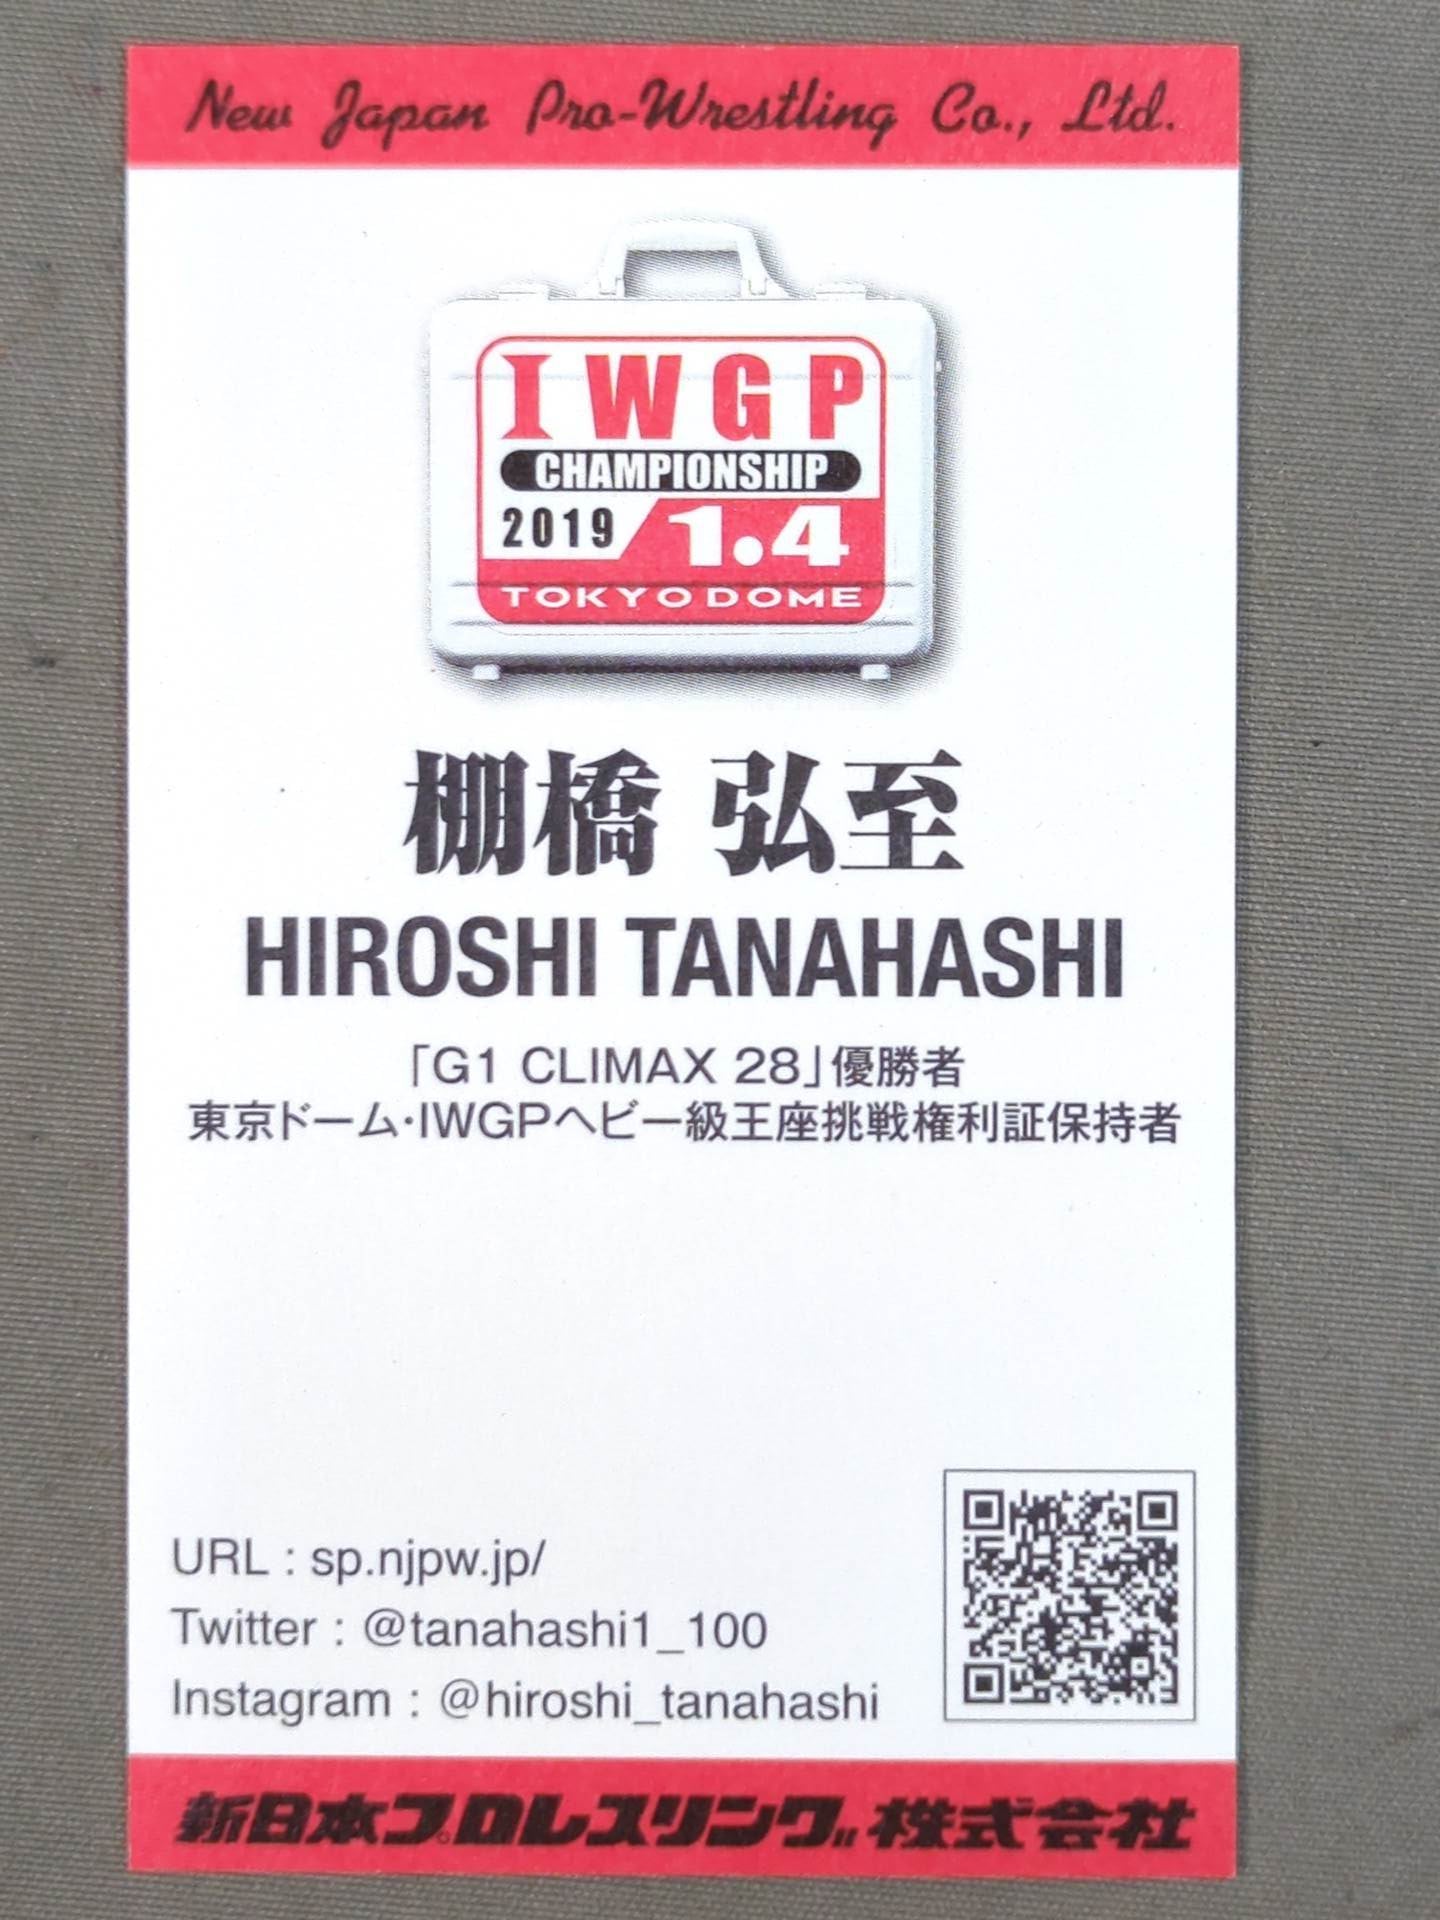 New Japan Pro-Wrestling Co., Ltd.
IWGP
CHAMPIONSHIP
2019 1.4
TOKYO DOME
棚橋 弘至
HIROSHI TANAHASHI
「G1 CLIMAX 28」優勝者
東京ドーム・IWGPヘビー級王座挑戦権利証保持者
URL : sp.njpw.jp/
Twitter : @tanahashi1_100
Instagram : @hiroshi_tanahashi
新日本プロレスリング株式会社